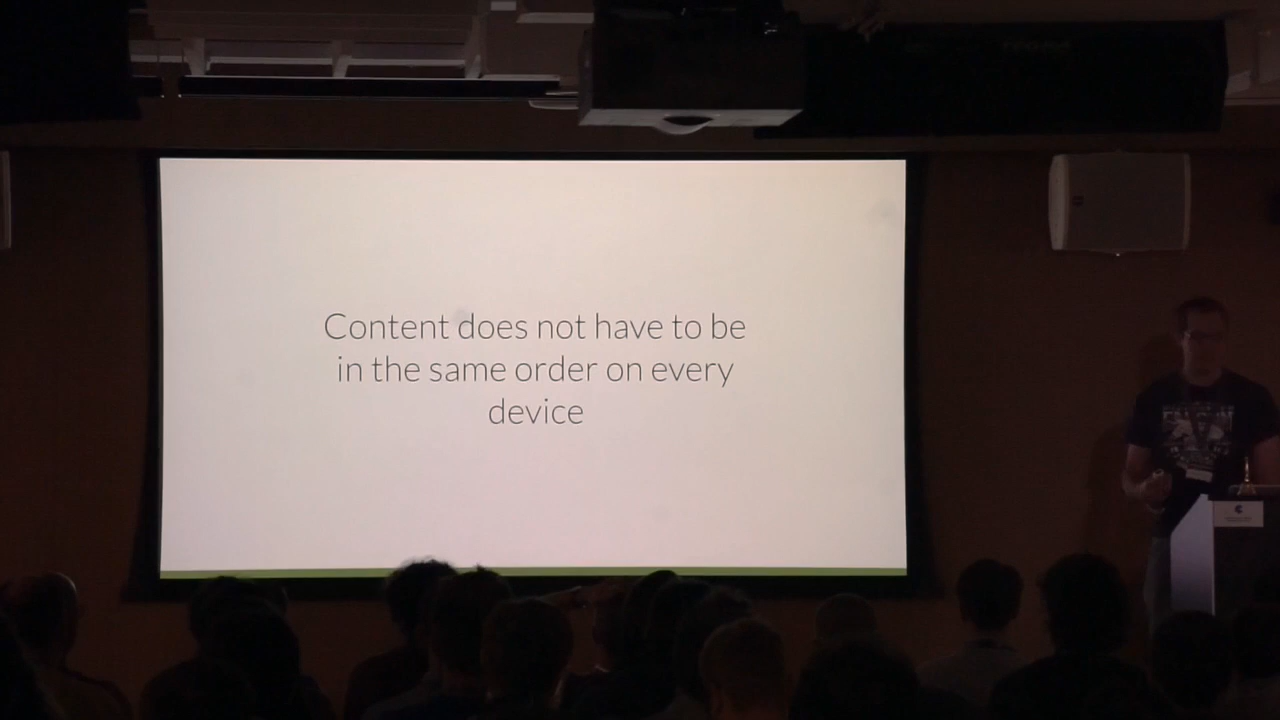 Content does not have to be
in the same order on every
device